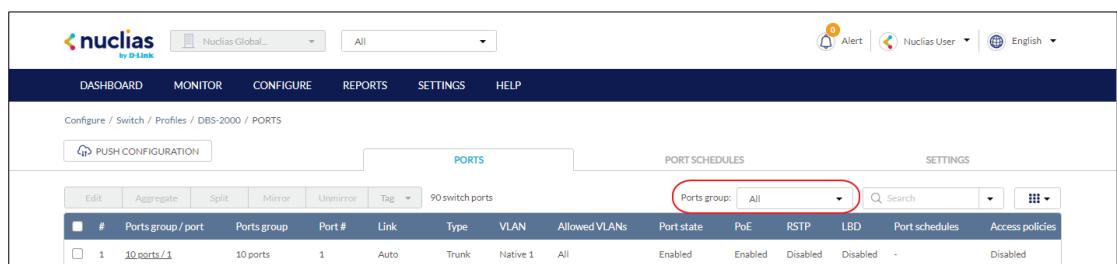 nuclias
by D-Link
Nuclias Global...
All
0
Alert
Nuclias User
English
DASHBOARD MONITOR CONFIGURE REPORTS SETTINGS HELP
Configure / Switch / Profiles / DBS-2000 / PORTS
PUSH CONFIGURATION
PORTS PORT SCHEDULES SETTINGS
Edit Aggregate Split Mirror Unmirror Tag 90 switch ports Ports group: All Search
# Ports group / port Ports group Port # Link Type VLAN Allowed VLANs Port state PoE RSTP LBD Port schedules Access policies
1 10 ports / 1 10 ports 1 Auto Trunk Native 1 All Enabled Enabled Disabled Disabled - Disabled